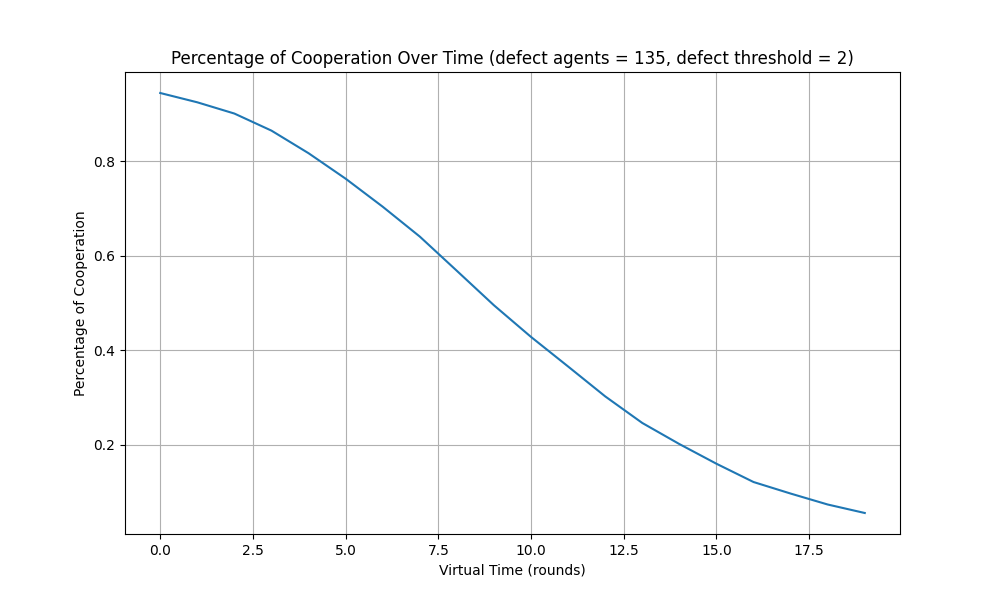 Percentage of Cooperation Over Time (defect agents = 135, defect threshold = 2)
Percentage of Cooperation
0.8
0.6
0.4
0.2
0.0 2.5 5.0 7.5 10.0 12.5 15.0 17.5
Virtual Time (rounds)